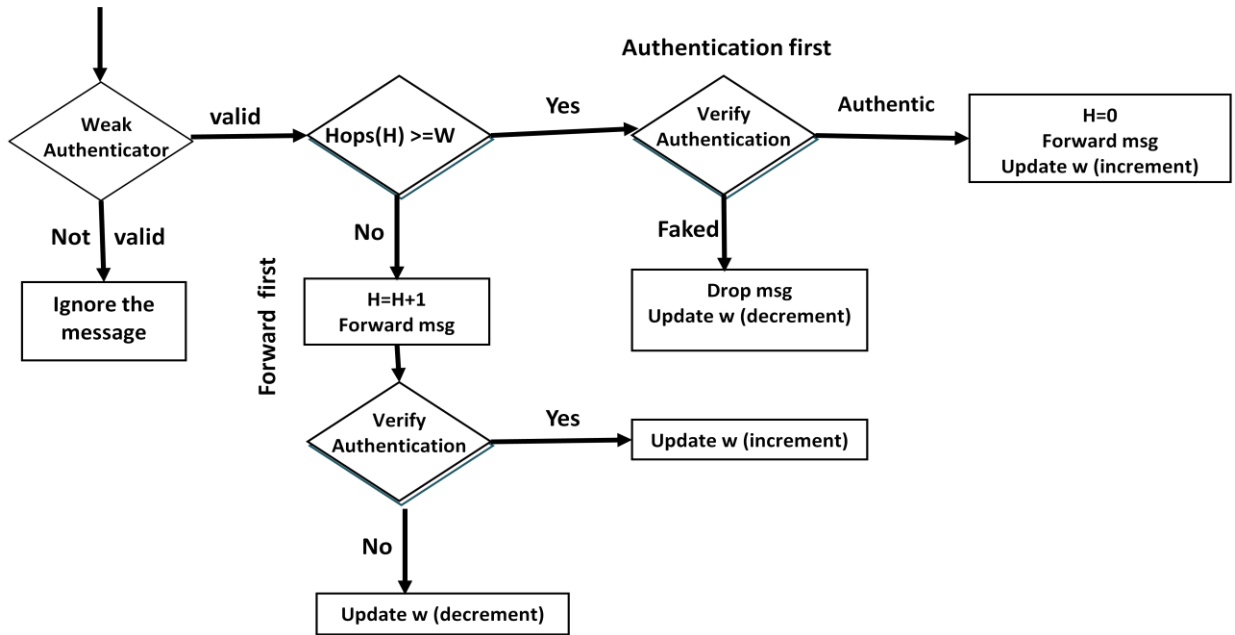 Authentication first
Weak
Authenticator
valid
Hops(H) >=W
Yes
Verify
Authentication
Authentic
H=0
Forward msg
Update w (increment)
Not valid
Ignore the
message
No
Forward first
H=H+1
Forward msg
Faked
Drop msg
Update w (decrement)
Verify
Authentication
Yes
Update w (increment)
No
Update w (decrement)